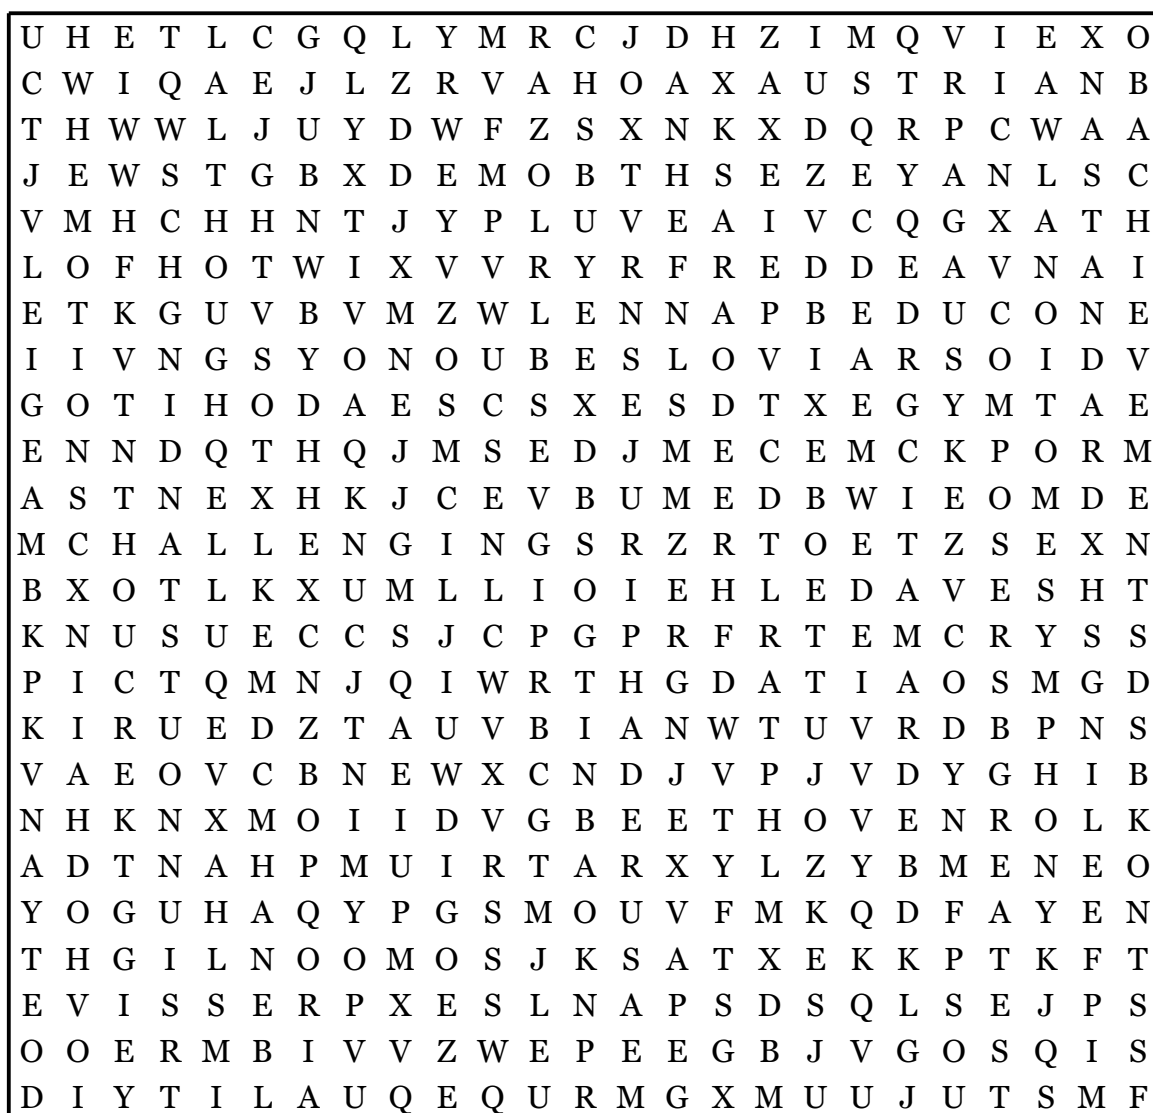 U H E T L C G Q L Y M R C J D H Z I M Q V I E X O
C W I Q A E J L Z R V A H O A X A U S T R I A N B
T H W W L J U Y D W F Z S X N K X D Q R P C W A A
J E W S T G B X D E M O B T H S E Z E Y A N L S C
V M H C H H N T J Y P L U V E A I V C Q G X A T H
L O F H O T W I X V V R Y R F R E D D E A V N A I
E T K G U V B V M Z W L E N N A P B E D U C O N E
I I V N G S Y O N O U B E S L O V I A R S O I D V
G O T I H O D A E S C S X E S D T X E G Y M T A E
E N N D Q T H Q J M S E D J M E C E M C K P O R M
A S T N E X H K J C E V B U M E D B W I E O M D E
M C H A L L E N G I N G S R Z R T O E T Z S E X N
B X O T L K X U M L L I O I E H L E D A V E S H T
K N U S U E C C S J C P G P R F R T E M C R Y S S
P I C T Q M N J Q I W R T H G D A T I A O S M G D
K I R U E D Z T A U V B I A N W T U V R D B P N S
V A E O V C B N E W X C N D J V P J V D Y G H I B
N H K N X M O I I D V G B E E T H O V E N R O L K
A D T N A H P M U I R T A R X Y L Z Y B M E N E O
Y O G U H A Q Y P G S M O U V F M K Q D F A Y E N
T H G I L N O O M O S J K S A T X E K K P T K F T
E V I S S E R P X E S L N A P S D S Q L S E J P S
O O E R M B I V V Z W E P E E G B J V G O S Q I S
D I Y T I L A U Q E Q U R M G X M U U J U T S M F